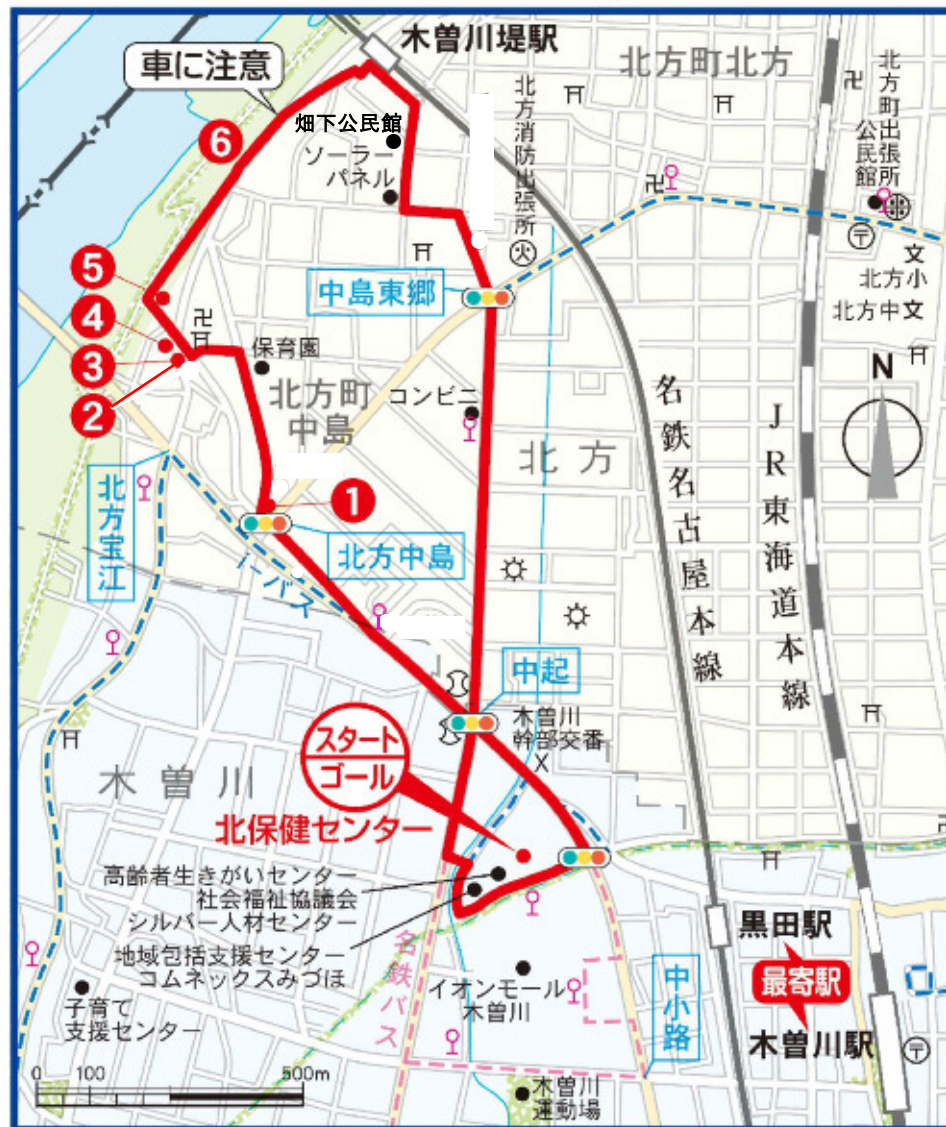 木曽川堤駅
北方町北方
車に注意
北方町出張所
公民館
北方消防出張所
畑下公民館
6
ソーラー
パネル
火
文
北方小
北方中文
5
中島東郷
4
3
保育園
N
2
北方町
中島
コンビニ
北方
名鉄名古屋本線
JR東海道本線
1
北方宝江
北方中島
i-バス
中起
木曽川
幹部交番
X
スタート
ゴール
木曽川
北保健センター
高齢者生きがいセンター
社会福祉協議会
シルバー人材センター
地域包括支援センター
コムネックスみづほ
名鉄バス
黒田駅
最寄駅
木曽川駅
イオンモール
木曽川
中小路
子育て
支援センター
0 100 500m
木曽川
運動場